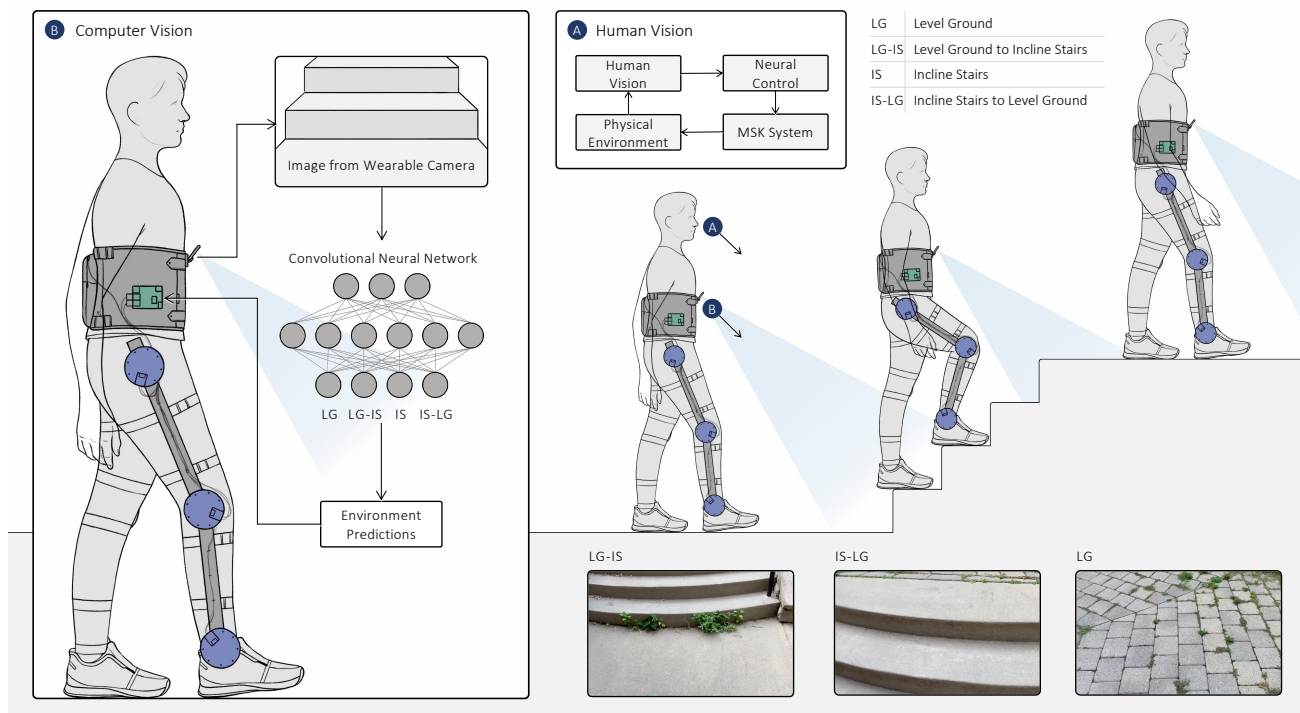 B Computer Vision
Image from Wearable Camera
Convolutional Neural Network
LG LG-IS IS IS-LG
Environment
Predictions
A Human Vision
Human
Vision
Neural
Control
Physical
Environment
MSK System
LG Level Ground
LG-IS Level Ground to Incline Stairs
IS Incline Stairs
IS-LG Incline Stairs to Level Ground
A
B
LG-IS
IS-LG
LG